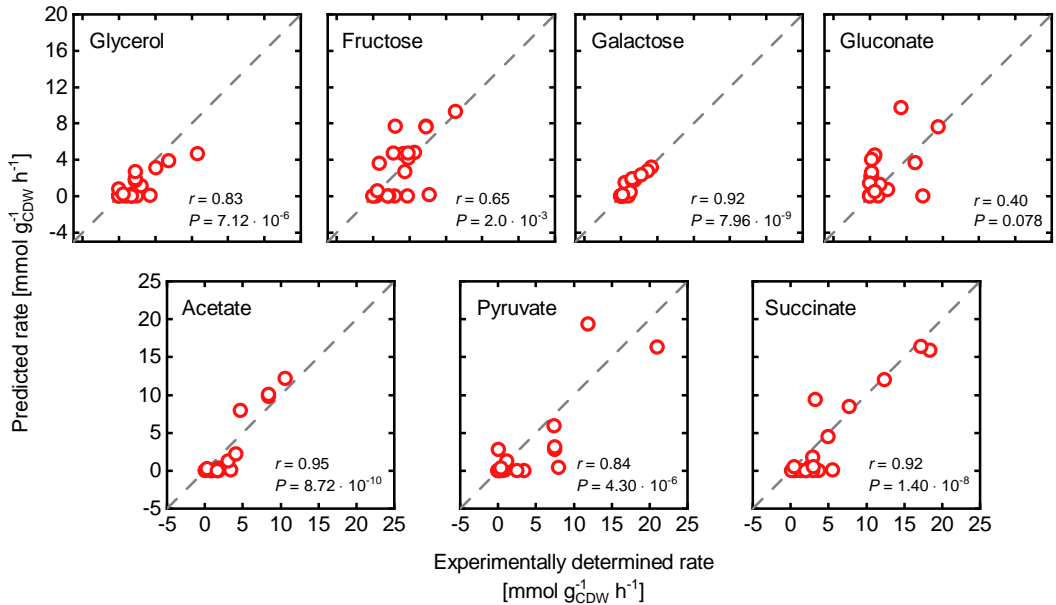 Predicted rate [mmol g⁻¹CDW h⁻¹]
20
16
12
8
4
0
-4
Glycerol
r = 0.83
P = 7.12 · 10⁻⁶
Fructose
r = 0.65
P = 2.0 · 10⁻³
Galactose
r = 0.92
P = 7.96 · 10⁻⁹
Gluconate
r = 0.40
P = 0.078
25
20
15
10
5
0
-5
Acetate
r = 0.95
P = 8.72 · 10⁻¹⁰
-5 0 5 10 15 20 25
Pyruvate
r = 0.84
P = 4.30 · 10⁻⁶
-5 0 5 10 15 20 25
Succinate
r = 0.92
P = 1.40 · 10⁻⁸
-5 0 5 10 15 20 25
Experimentally determined rate
[mmol g⁻¹CDW h⁻¹]